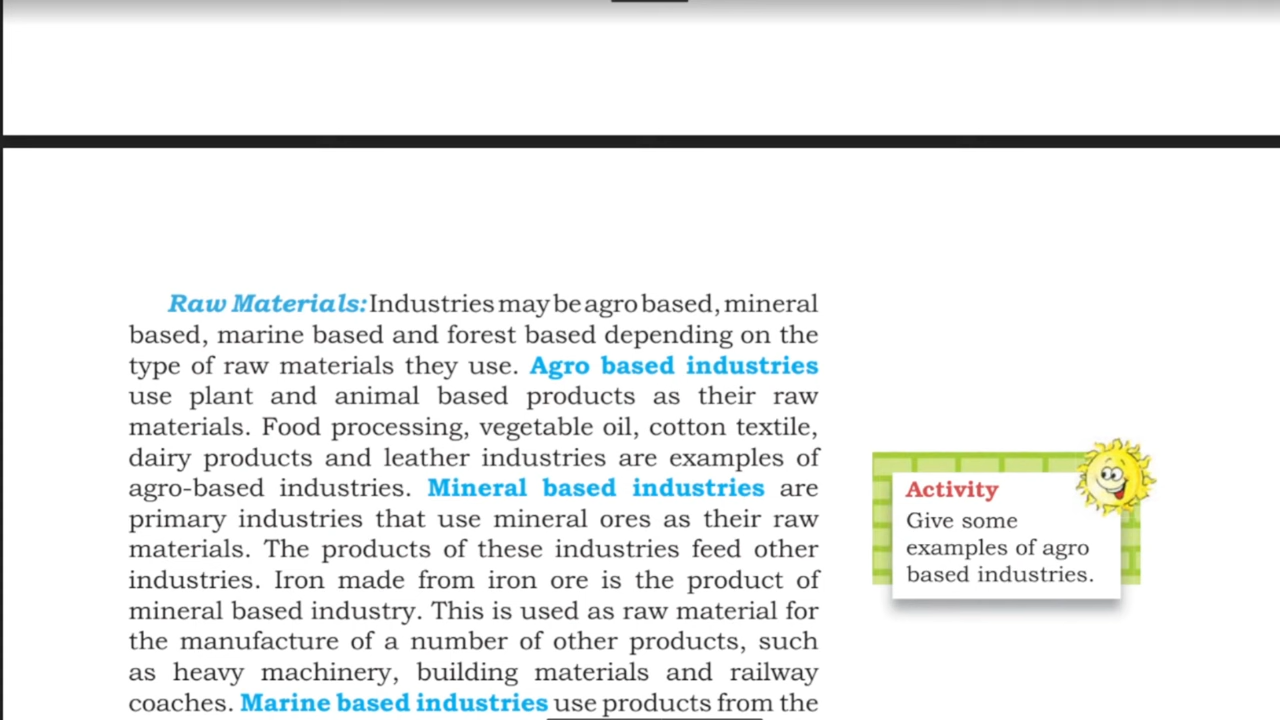 Raw Materials: Industries may be agro based, mineral
based, marine based and forest based depending on the
type of raw materials they use. Agro based industries
use plant and animal based products as their raw
materials. Food processing, vegetable oil, cotton textile,
dairy products and leather industries are examples of
agro-based industries. Mineral based industries are
primary industries that use mineral ores as their raw
materials. The products of these industries feed other
industries. Iron made from iron ore is the product of
mineral based industry. This is used as raw material for
the manufacture of a number of other products, such
as heavy machinery, building materials and railway
coaches. Marine based industries use products from the
Activity
Give some
examples of agro
based industries.